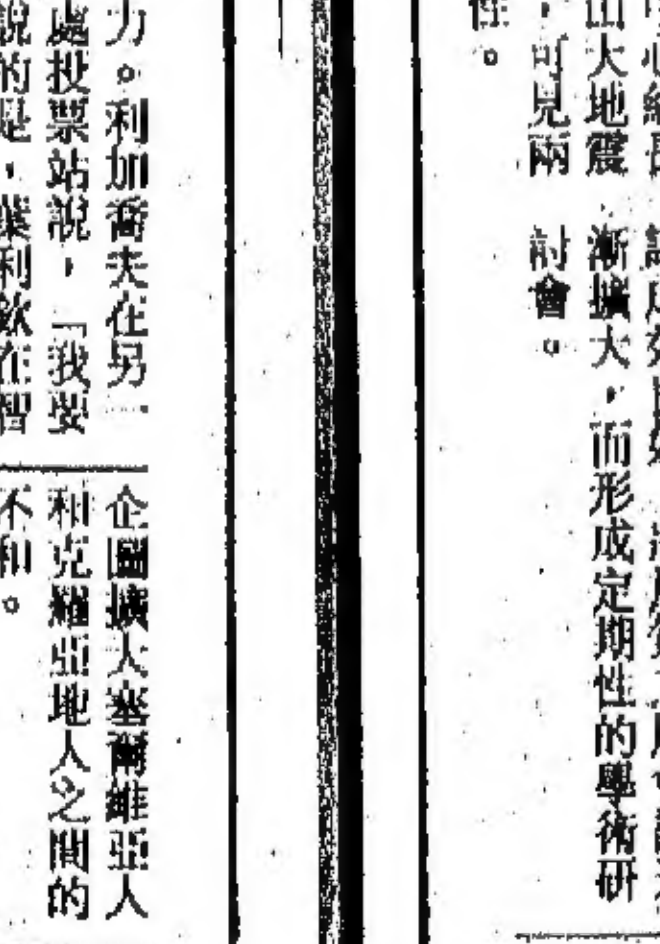 山大地震
，可見兩
性。
漸擴大，而形成定期性的學術研
討會。
力。利加喬夫在另一
處投票站說，「我要
說的是，葉利欽在智
企圖擴大塞爾維亞人
和克羅亞地人之間的
不和。